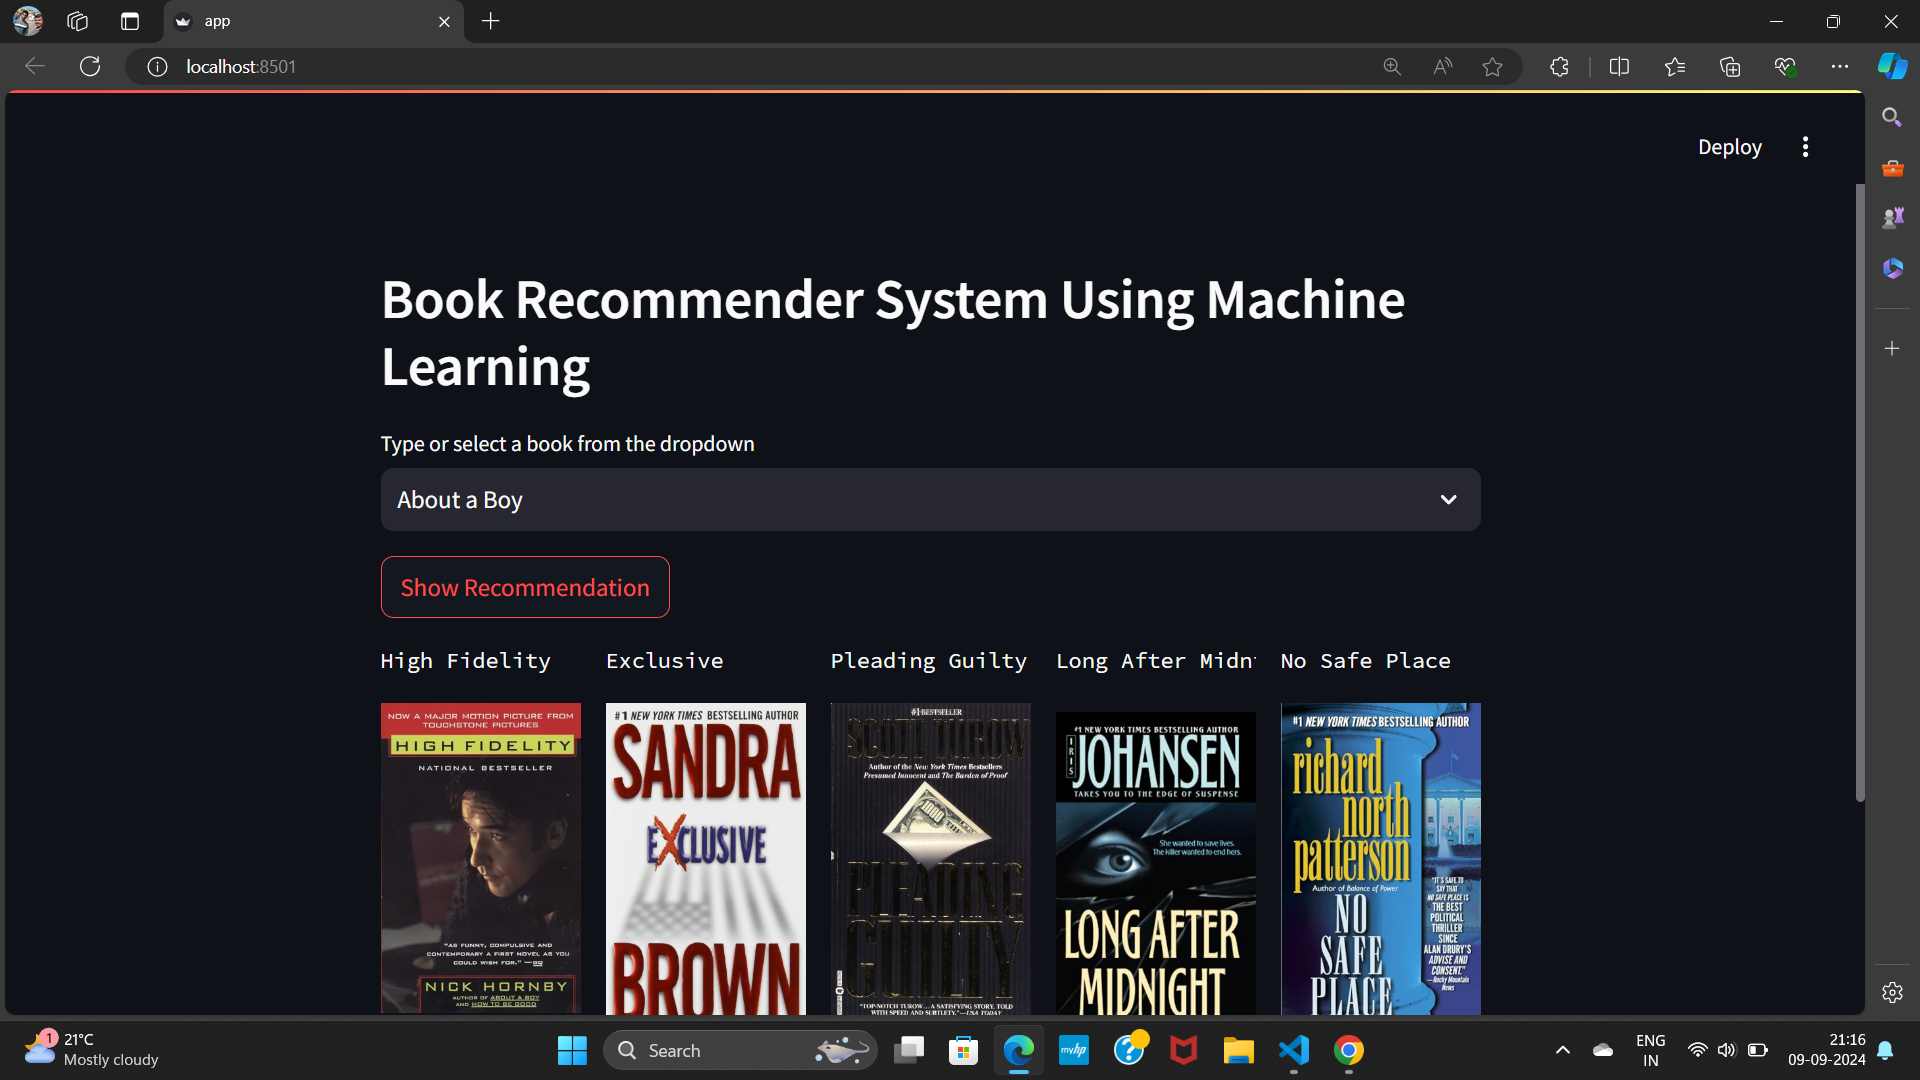 app
localhost:8501
Deploy
Book Recommender System Using Machine
Learning
Type or select a book from the dropdown
About a Boy
Show Recommendation
High Fidelity
Exclusive
Pleading Guilty
Long After Midn
No Safe Place
NOW A MAJOR MOTION PICTURE FROM
TOUCHSTONE PICTURES
HIGH FIDELITY
NATIONAL BESTSELLER
"AS FUNNY, COMPULSIVE AND
CONTEMPORARY A FIRST NOVEL AS YOU
COULD WISH FOR." —GQ
NICK HORNBY
AUTHOR OF ABOUT A BOY
AND HOW TO BE GOOD
#1 NEW YORK TIMES BESTSELLING AUTHOR
SANDRA
EXCLUSIVE
BROWN
#1 BESTSELLER
SCOTT TUROW
Author of the New York Times Bestsellers
Presumed Innocent and The Burden of Proof
1000
PLEADING
GUILTY
"TOP-NOTCH TUROW... A SATISFYING STORY, TOLD
WITH SPEED AND SUBTLETY."—USA TODAY
#1 NEW YORK TIMES BESTSELLING AUTHOR
IRIS
JOHANSEN
TAKES YOU TO THE EDGE OF SUSPENSE
She wanted to save lives.
The killer wanted to end hers.
LONG AFTER
MIDNIGHT
#1 NEW YORK TIMES BESTSELLING AUTHOR
richard
north
patterson
Author of Balance of Power
NO
SAFE
PLACE
"IT'S SAFE TO
SAY THAT
NO SAFE PLACE IS
THE BEST
POLITICAL
THRILLER
SINCE
ALAN DRURY'S
ADVISE AND
CONSENT."
—Rocky Mountain
News
1
21°C
Mostly cloudy
Search
myhp
ENG
IN
21:16
09-09-2024